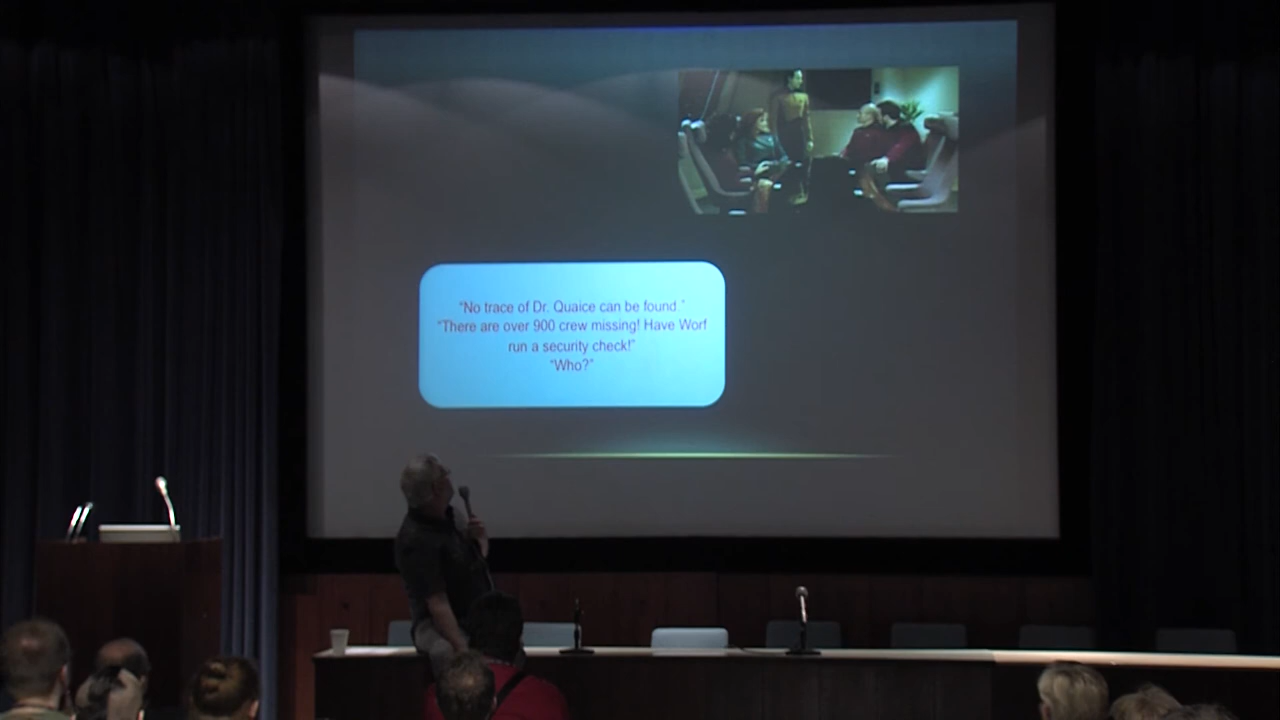 “No trace of Dr. Quaice can be found.”
“There are over 900 crew missing! Have Worf
run a security check!”
“Who?”